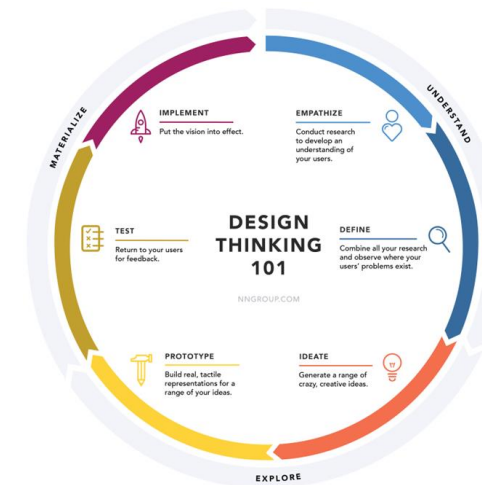 DESIGN
THINKING
101
NNGROUP.COM
UNDERSTAND
EMPATHIZE
Conduct research
to develop an
understanding of
your users.
DEFINE
Combine all your research
and observe where your
users' problems exist.
EXPLORE
IDEATE
Generate a range of
crazy, creative ideas.
PROTOTYPE
Build real, tactile
representations for a
range of your ideas.
MATERIALIZE
TEST
Return to your users
for feedback.
IMPLEMENT
Put the vision into effect.